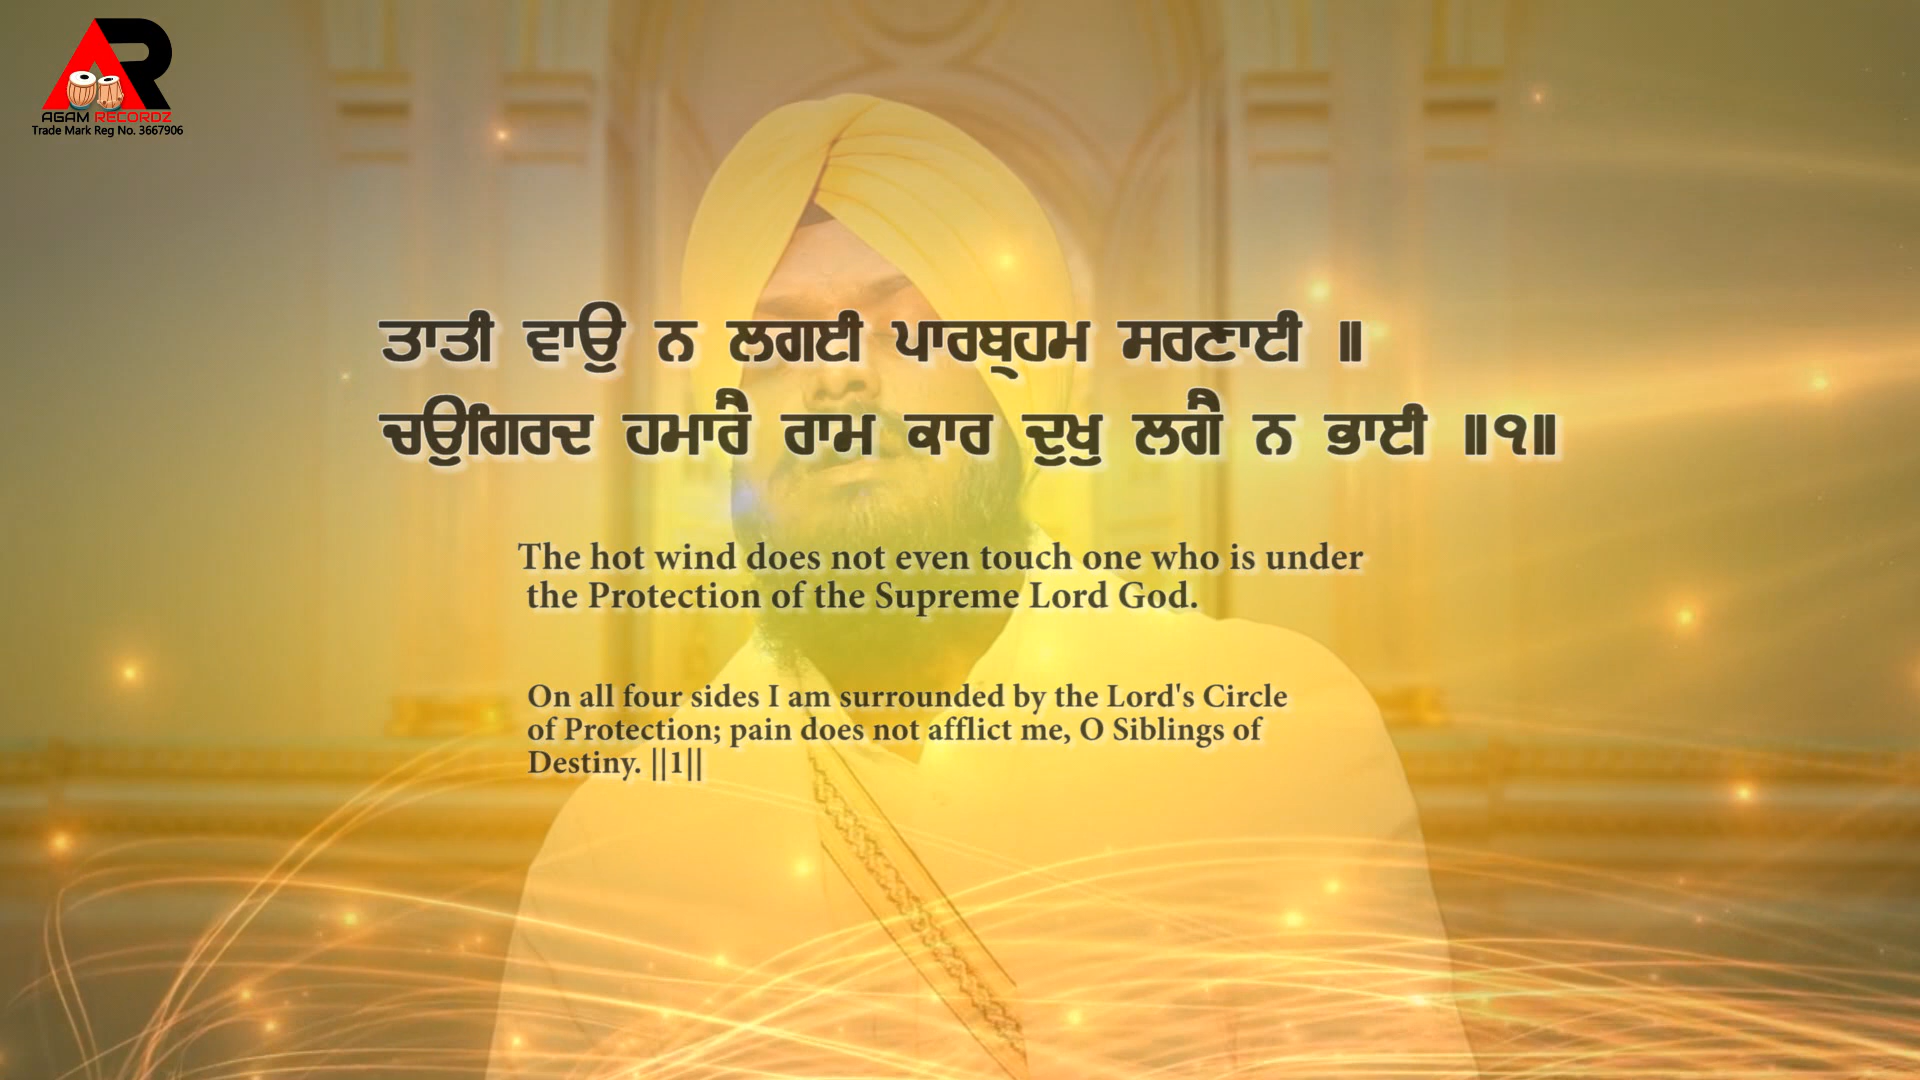 AR
AGAM RECORDZ
Trade Mark Reg No. 3667906
ਤਾਤੀ ਵਾਉ ਨ ਲਗਈ ਪਾਰਬ੍ਹਮ ਸਰਣਾਈ ॥
ਚਉਗਿਰਦ ਹਮਾਰੈ ਰਾਮ ਕਾਰ ਦੁਖੁ ਲਗੈ ਨ ਭਾਈ ॥੧॥
The hot wind does not even touch one who is under
the Protection of the Supreme Lord God.
On all four sides I am surrounded by the Lord's Circle
of Protection; pain does not afflict me, O Siblings of
Destiny. ||1||